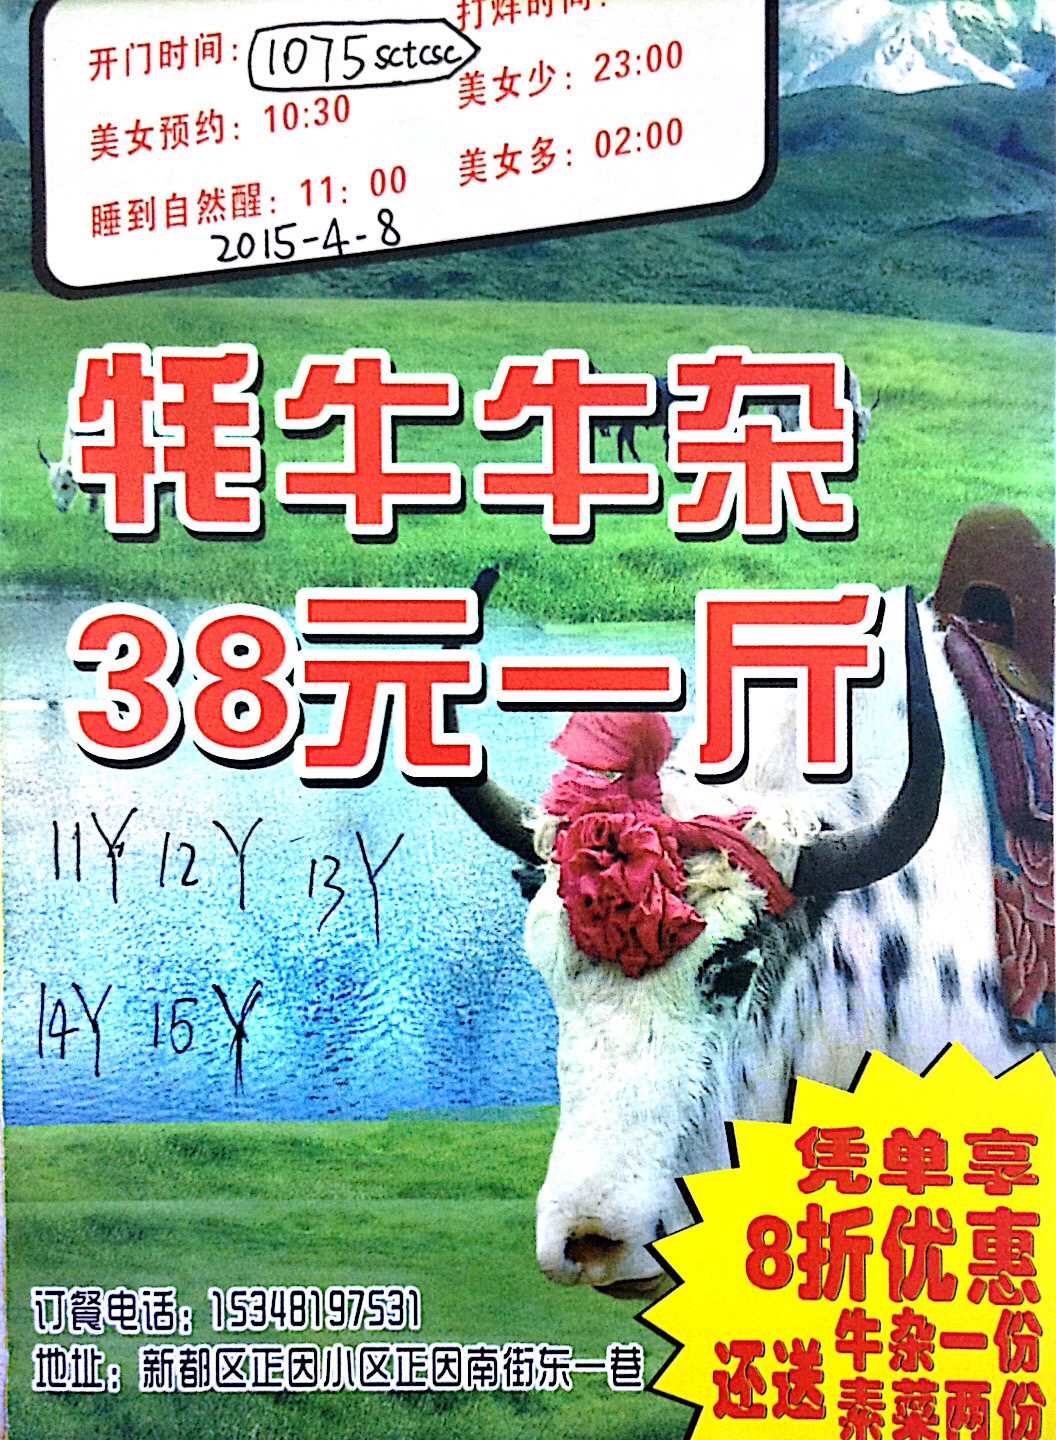 开门时间: 1075 sctcsc
打烊时间:
美女预约: 10:30
美女少: 23:00
睡到自然醒: 11: 00
美女多: 02:00
2015-4-8
牦牛牛杂
38元一斤
11Y 12Y 13Y
14Y 15Y
凭单享
8折优惠
还送
牛杂一份
素菜两份
订餐电话: 15348197531
地址: 新都区正因小区正因南街东一巷